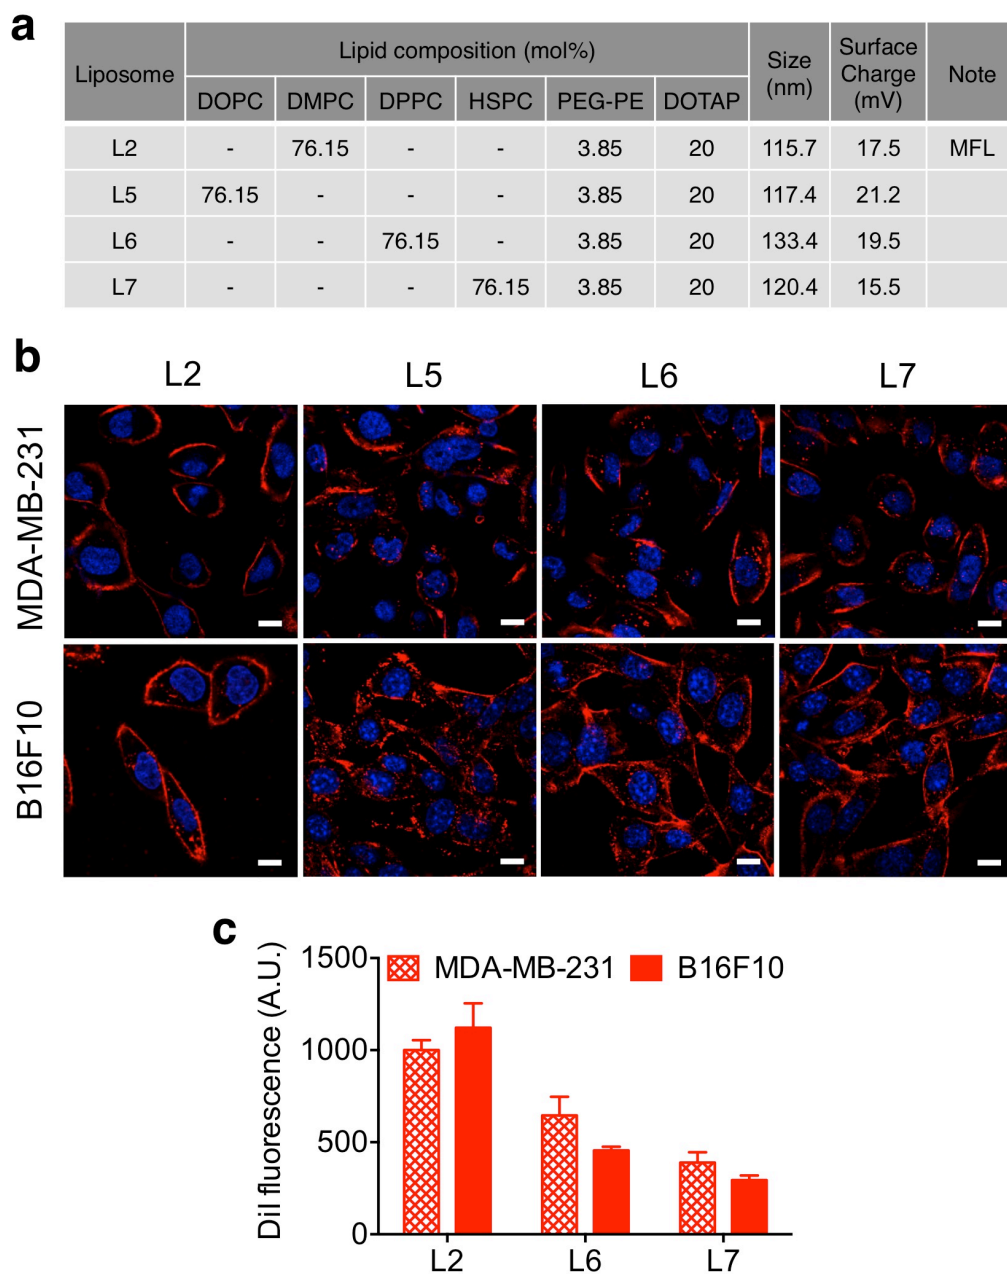 a
Liposome Lipid composition (mol%) Size (nm) Surface Charge (mV) Note
DOPC DMPC DPPC HSPC PEG-PE DOTAP
L2 - 76.15 - - 3.85 20 115.7 17.5 MFL
L5 76.15 - - - 3.85 20 117.4 21.2
L6 - - 76.15 - 3.85 20 133.4 19.5
L7 - - - 76.15 3.85 20 120.4 15.5
b
L2 L5 L6 L7
MDA-MB-231
B16F10
c
MDA-MB-231 B16F10
DiI fluorescence (A.U.)
1500
1000
500
0
L2 L6 L7